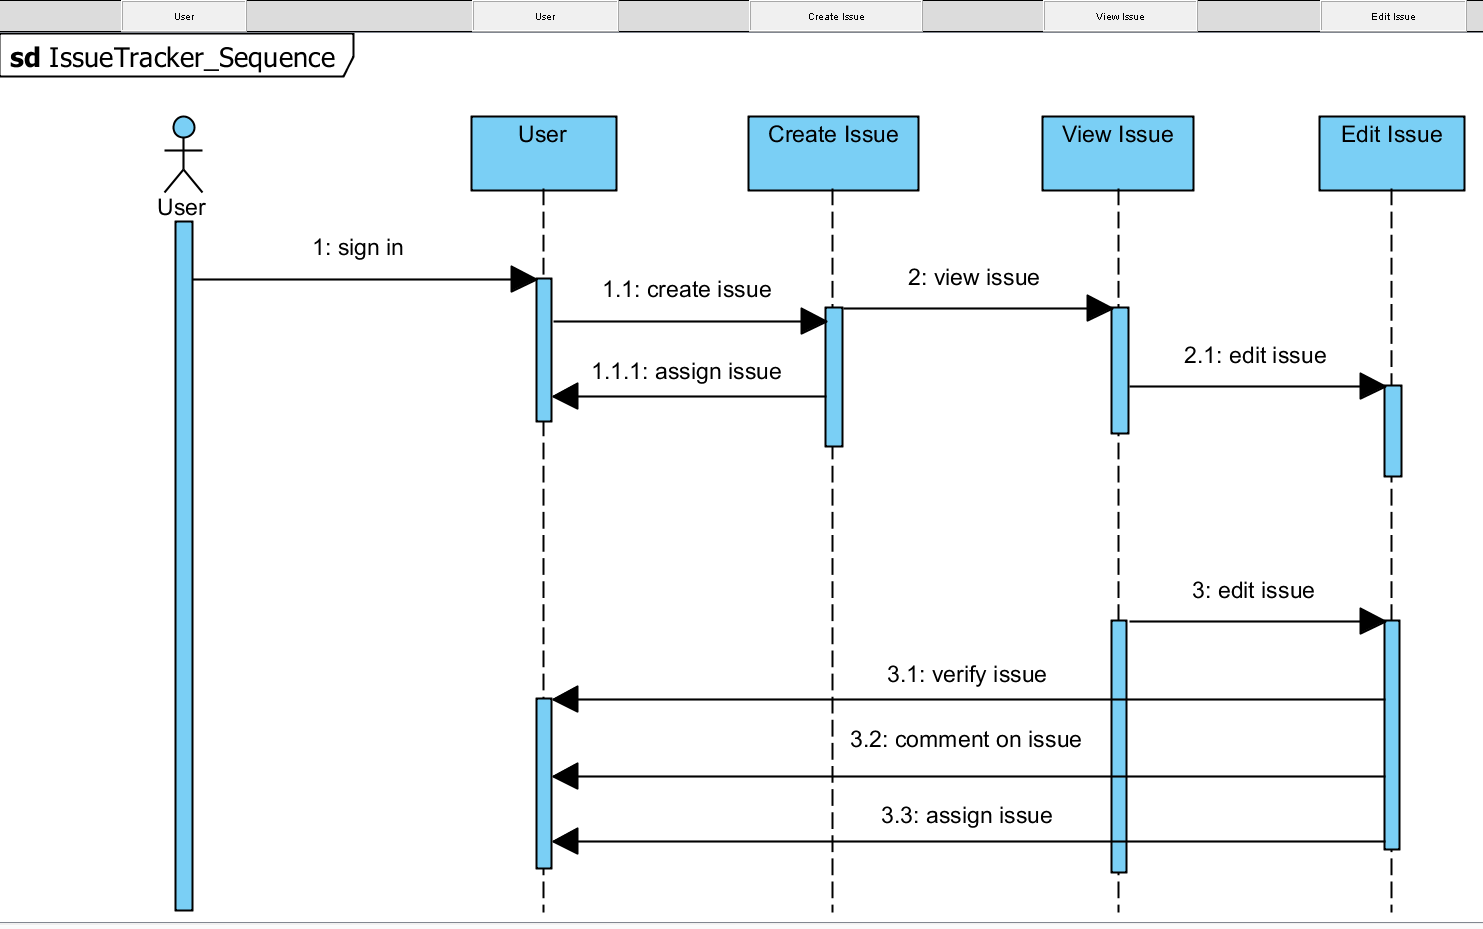 User
User
Create Issue
View Issue
Edit Issue
sd IssueTracker_Sequence
User
User
Create Issue
View Issue
Edit Issue
1: sign in
1.1: create issue
2: view issue
1.1.1: assign issue
2.1: edit issue
3: edit issue
3.1: verify issue
3.2: comment on issue
3.3: assign issue